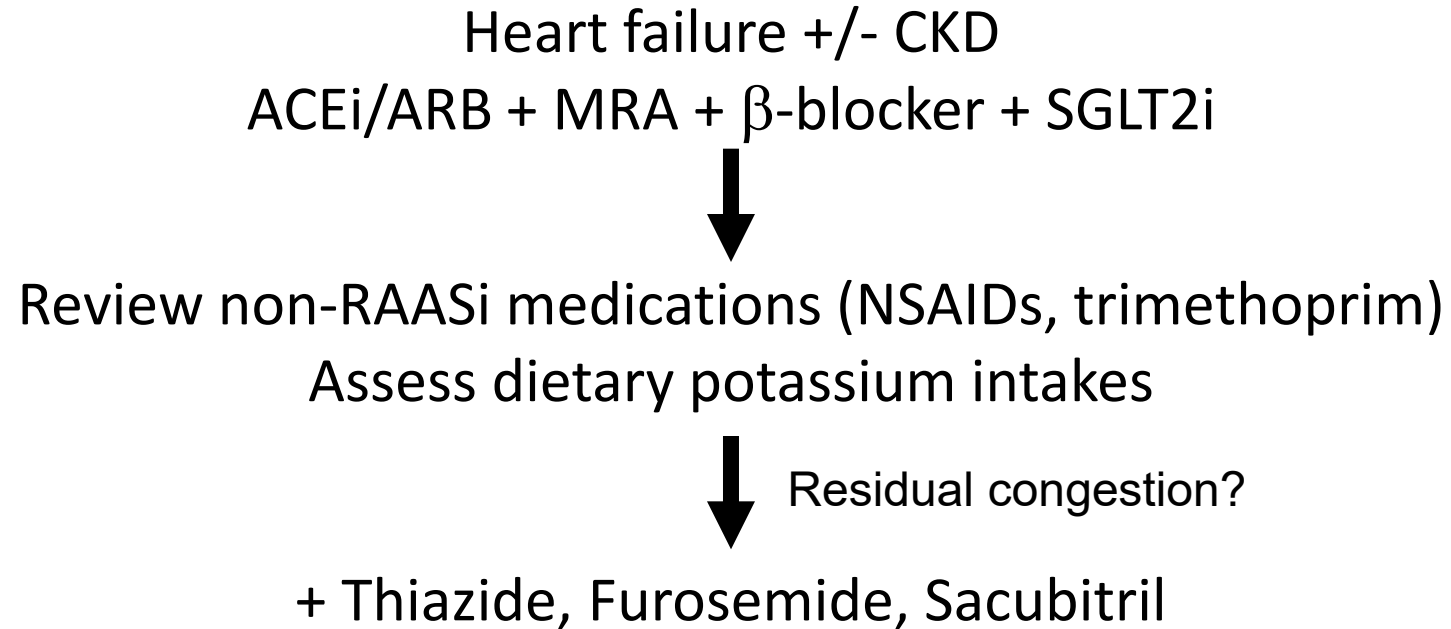 Heart failure +/- CKD
ACEi/ARB + MRA + β-blocker + SGLT2i
Review non-RAASi medications (NSAIDs, trimethoprim)
Assess dietary potassium intakes
Residual congestion?
+ Thiazide, Furosemide, Sacubitril